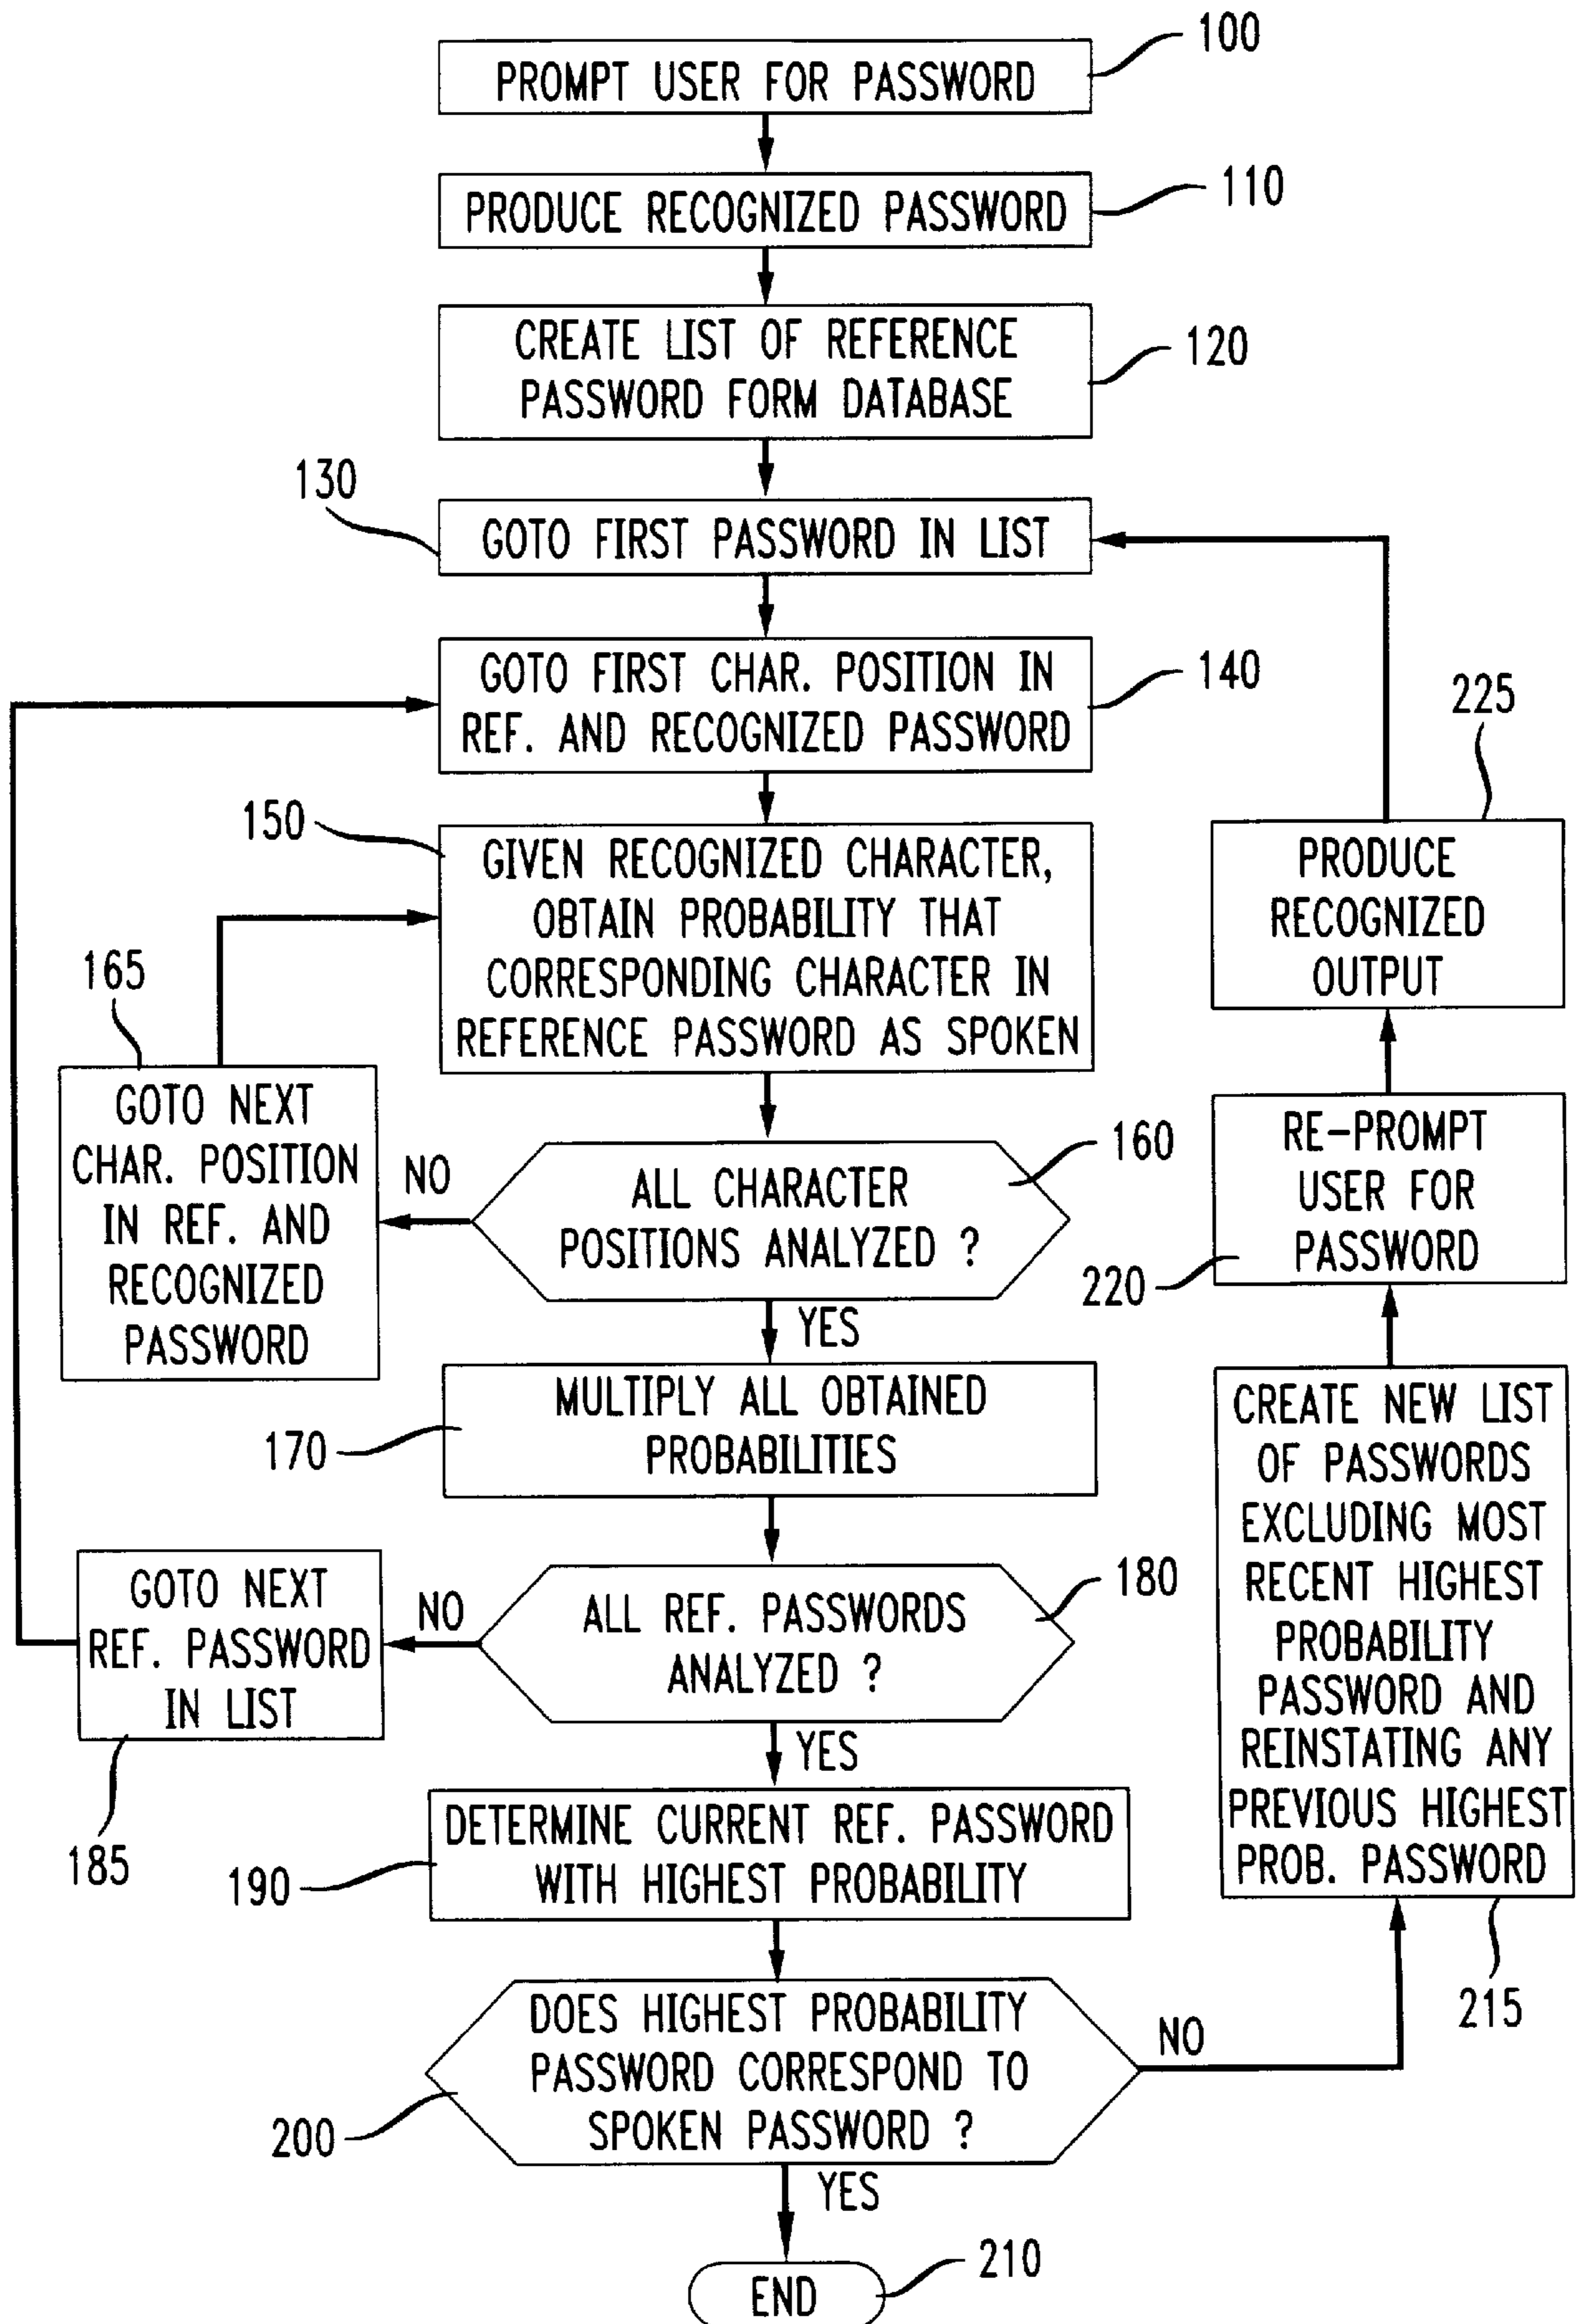 100
PROMPT USER FOR PASSWORD
110
PRODUCE RECOGNIZED PASSWORD
120
CREATE LIST OF REFERENCE
PASSWORD FORM DATABASE
130
GOTO FIRST PASSWORD IN LIST
140
GOTO FIRST CHAR. POSITION IN
REF. AND RECOGNIZED PASSWORD
150
GIVEN RECOGNIZED CHARACTER,
OBTAIN PROBABILITY THAT
CORRESPONDING CHARACTER IN
REFERENCE PASSWORD AS SPOKEN
160
ALL CHARACTER
POSITIONS ANALYZED ?
NO
165
GOTO NEXT
CHAR. POSITION
IN REF. AND
RECOGNIZED
PASSWORD
YES
170
MULTIPLY ALL OBTAINED
PROBABILITIES
180
ALL REF. PASSWORDS
ANALYZED ?
NO
GOTO NEXT
REF. PASSWORD
IN LIST
185
YES
190
DETERMINE CURRENT REF. PASSWORD
WITH HIGHEST PROBABILITY
200
DOES HIGHEST PROBABILITY
PASSWORD CORRESPOND TO
SPOKEN PASSWORD ?
YES
210
END
NO
215
CREATE NEW LIST
OF PASSWORDS
EXCLUDING MOST
RECENT HIGHEST
PROBABILITY
PASSWORD AND
REINSTATING ANY
PREVIOUS HIGHEST
PROB. PASSWORD
220
RE-PROMPT
USER FOR
PASSWORD
225
PRODUCE
RECOGNIZED
OUTPUT